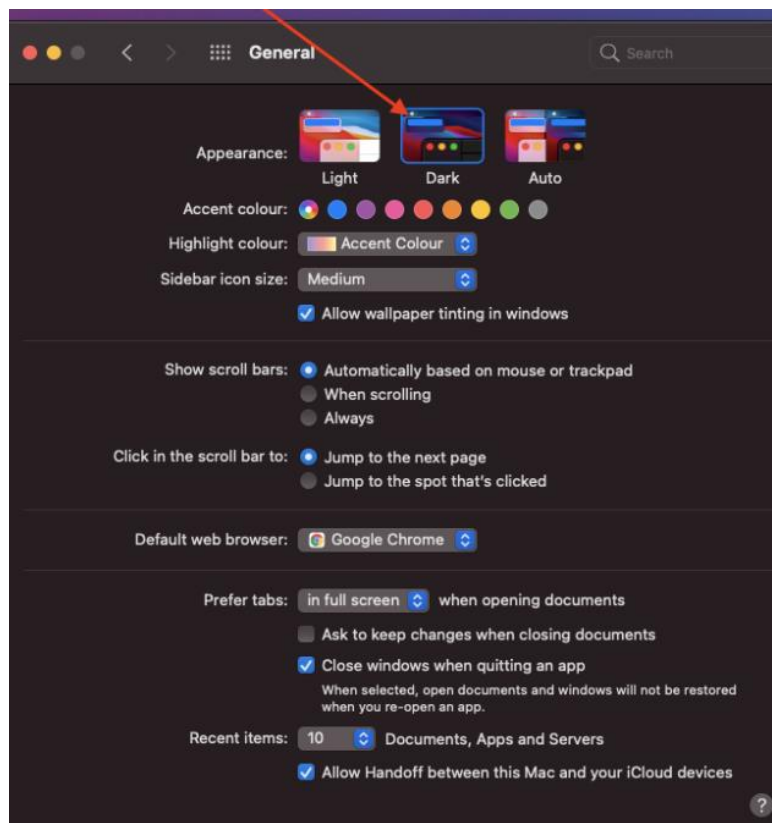 General
Search
Appearance:
Light Dark Auto
Accent colour:
Highlight colour: Accent Colour
Sidebar icon size: Medium
Allow wallpaper tinting in windows
Show scroll bars: Automatically based on mouse or trackpad
When scrolling
Always
Click in the scroll bar to: Jump to the next page
Jump to the spot that's clicked
Default web browser: Google Chrome
Prefer tabs: in full screen when opening documents
Ask to keep changes when closing documents
Close windows when quitting an app
When selected, open documents and windows will not be restored
when you re-open an app.
Recent items: 10 Documents, Apps and Servers
Allow Handoff between this Mac and your iCloud devices
?